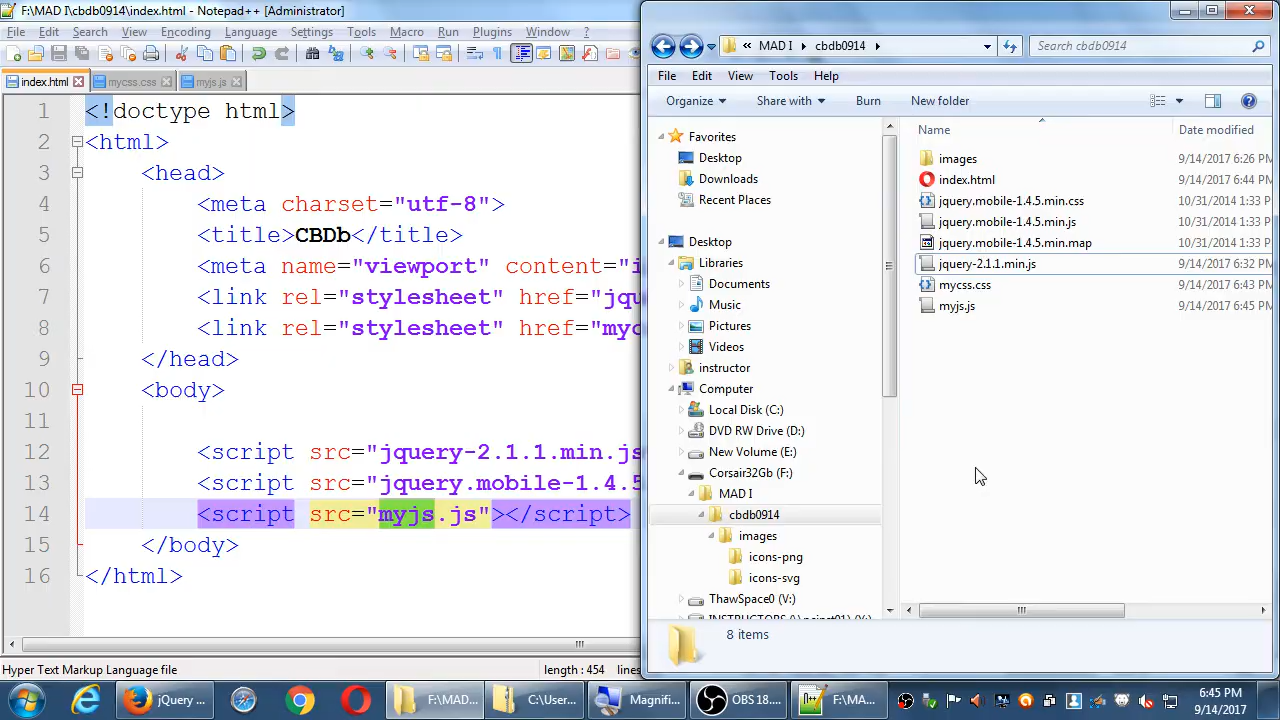 F:\MAD I\cbdb0914\index.html - Notepad++ [Administrator]
File Edit Search View Encoding Language Settings Tools Macro Run Plugins Window ?
index.html mycss.css myjs.js
1 <!doctype html>
2 <html>
3 <head>
4 <meta charset="utf-8">
5 <title>CBDb</title>
6 <meta name="viewport" content="i
7 <link rel="stylesheet" href="jqu
8 <link rel="stylesheet" href="myc
9 </head>
10 <body>
11
12 <script src="jquery-2.1.1.min.js
13 <script src="jquery.mobile-1.4.5
14 <script src="myjs.js"></script>
15 </body>
16 </html>
Hyper Text Markup Language file length : 454 lines
« MAD I cbdb0914
Search cbdb0914
File Edit View Tools Help
Organize Share with Burn New folder
Favorites
Desktop
Downloads
Recent Places
Desktop
Libraries
Documents
Music
Pictures
Videos
instructor
Computer
Local Disk (C:)
DVD RW Drive (D:)
New Volume (E:)
Corsair32Gb (F:)
MAD I
cbdb0914
images
icons-png
icons-svg
ThawSpace0 (V:)
Name Date modified
images 9/14/2017 6:26 PM
index.html 9/14/2017 6:44 PM
jquery.mobile-1.4.5.min.css 10/31/2014 1:33 P
jquery.mobile-1.4.5.min.js 10/31/2014 1:33 P
jquery.mobile-1.4.5.min.map 10/31/2014 1:33 P
jquery-2.1.1.min.js 9/14/2017 6:32 PM
mycss.css 9/14/2017 6:43 PM
myjs.js 9/14/2017 6:45 PM
8 items
jQuery ... F:\MAD... C:\User... Magnifi... OBS 18.... F:\MA...
6:45 PM
9/14/2017